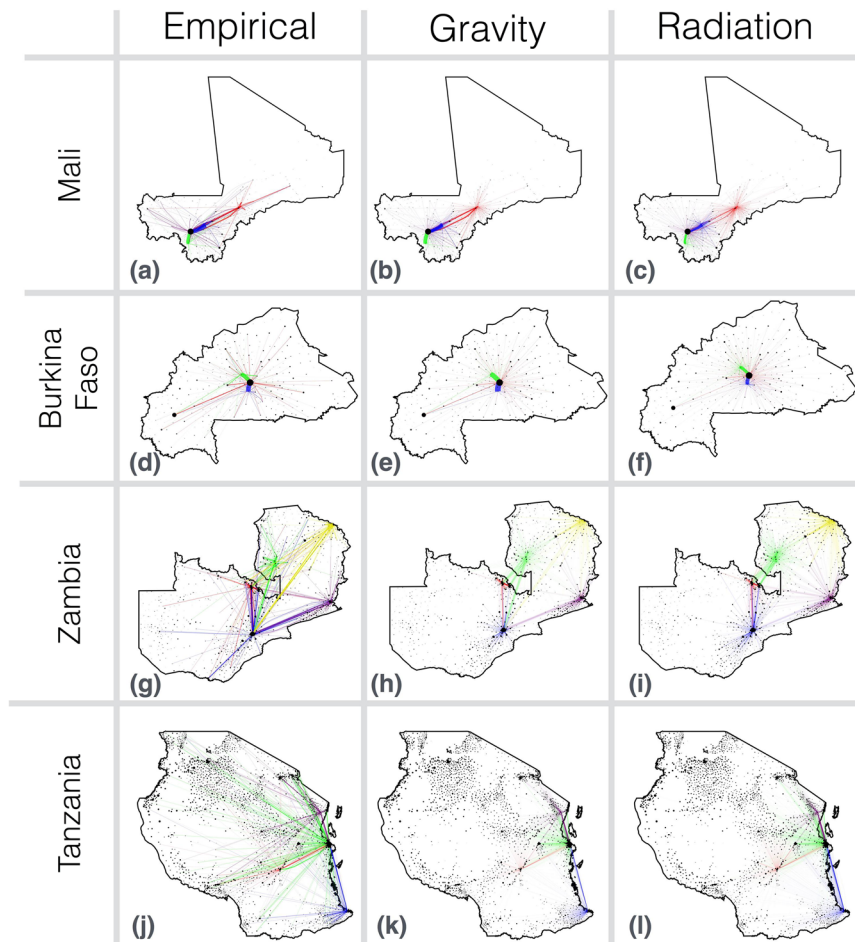 Empirical
Gravity
Radiation
Mali
(a)
(b)
(c)
Burkina
Faso
(d)
(e)
(f)
Zambia
(g)
(h)
(i)
Tanzania
(j)
(k)
(l)